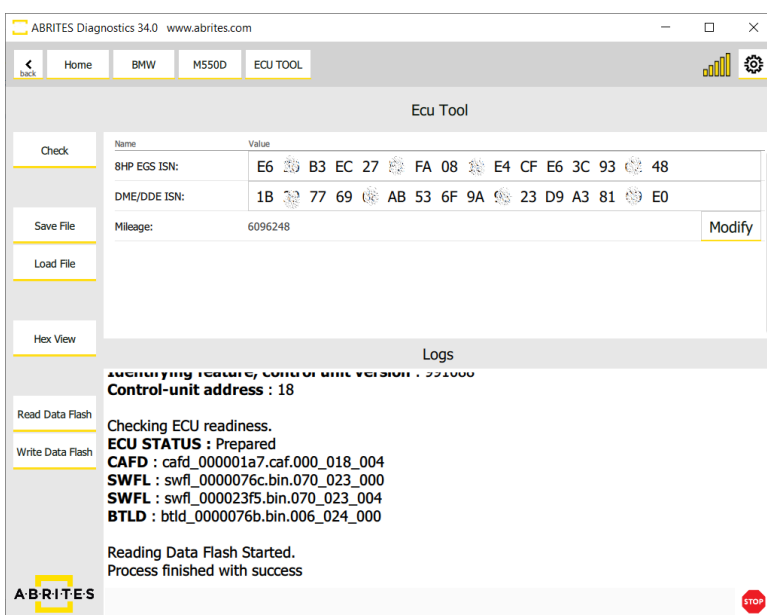 ABRITES Diagnostics 34.0 www.abrites.com
back
Home
BMW
M550D
ECU TOOL
Ecu Tool
Check
Save File
Load File
Hex View
Read Data Flash
Write Data Flash
Name Value
8HP EGS ISN: E6 B3 EC 27 FA 08 E4 CF E6 3C 93 48
DME/DDE ISN: 1B 77 69 AB 53 6F 9A 23 D9 A3 81 E0
Mileage: 6096248 Modify
Logs
Identifying feature, control unit version :
Control-unit address : 18
Checking ECU readiness.
ECU STATUS : Prepared
CAFD : cafd_000001a7.caf.000_018_004
SWFL : swfl_0000076c.bin.070_023_000
SWFL : swfl_000023f5.bin.070_023_004
BTLD : btld_0000076b.bin.006_024_000
Reading Data Flash Started.
Process finished with success
A·B·R·I·T·E·S
STOP